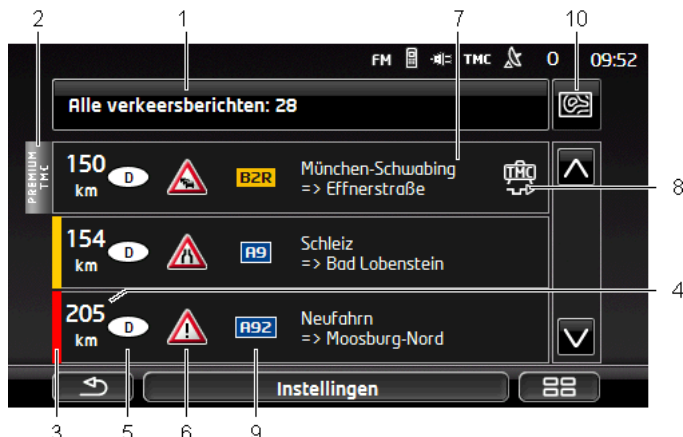 2 1 7 10
FM TMC 0 09:52
Alle verkeersberichten: 28
PREMIUM
TMC
150
km
D
B2R
München-Schwabing
=> Effnerstraße
TMC
8
154
km
D
A9
Schleiz
=> Bad Lobenstein
4
205
km
D
A92
Neufahrn
=> Moosburg-Nord
Instellingen
3 5 6 9